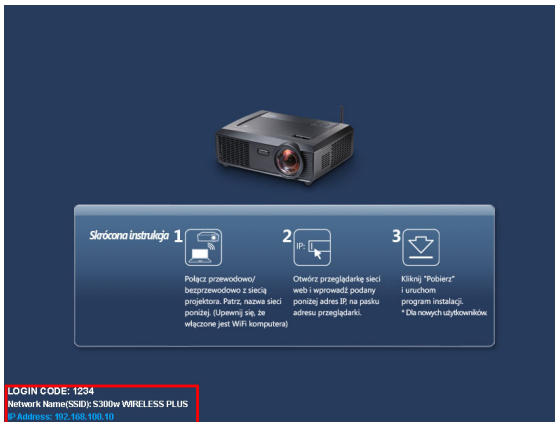 Skrócona instrukcja 1 2 3
IP:
Połącz przewodowo/
bezprzewodowo z siecią
projektora. Patrz, nazwa sieci
poniżej. (Upewnij się, że
włączone jest WiFi komputera)
Otwórz przeglądarkę sieci
web i wprowadź podany
poniżej adres IP, na pasku
adresu przeglądarki.
Kliknij "Pobierz"
i uruchom
program instalacji.
* Dla nowych użytkowników.
LOGIN CODE: 1234
Network Name(SSID): S300w WIRELESS PLUS
IP Address: 192.168.100.10